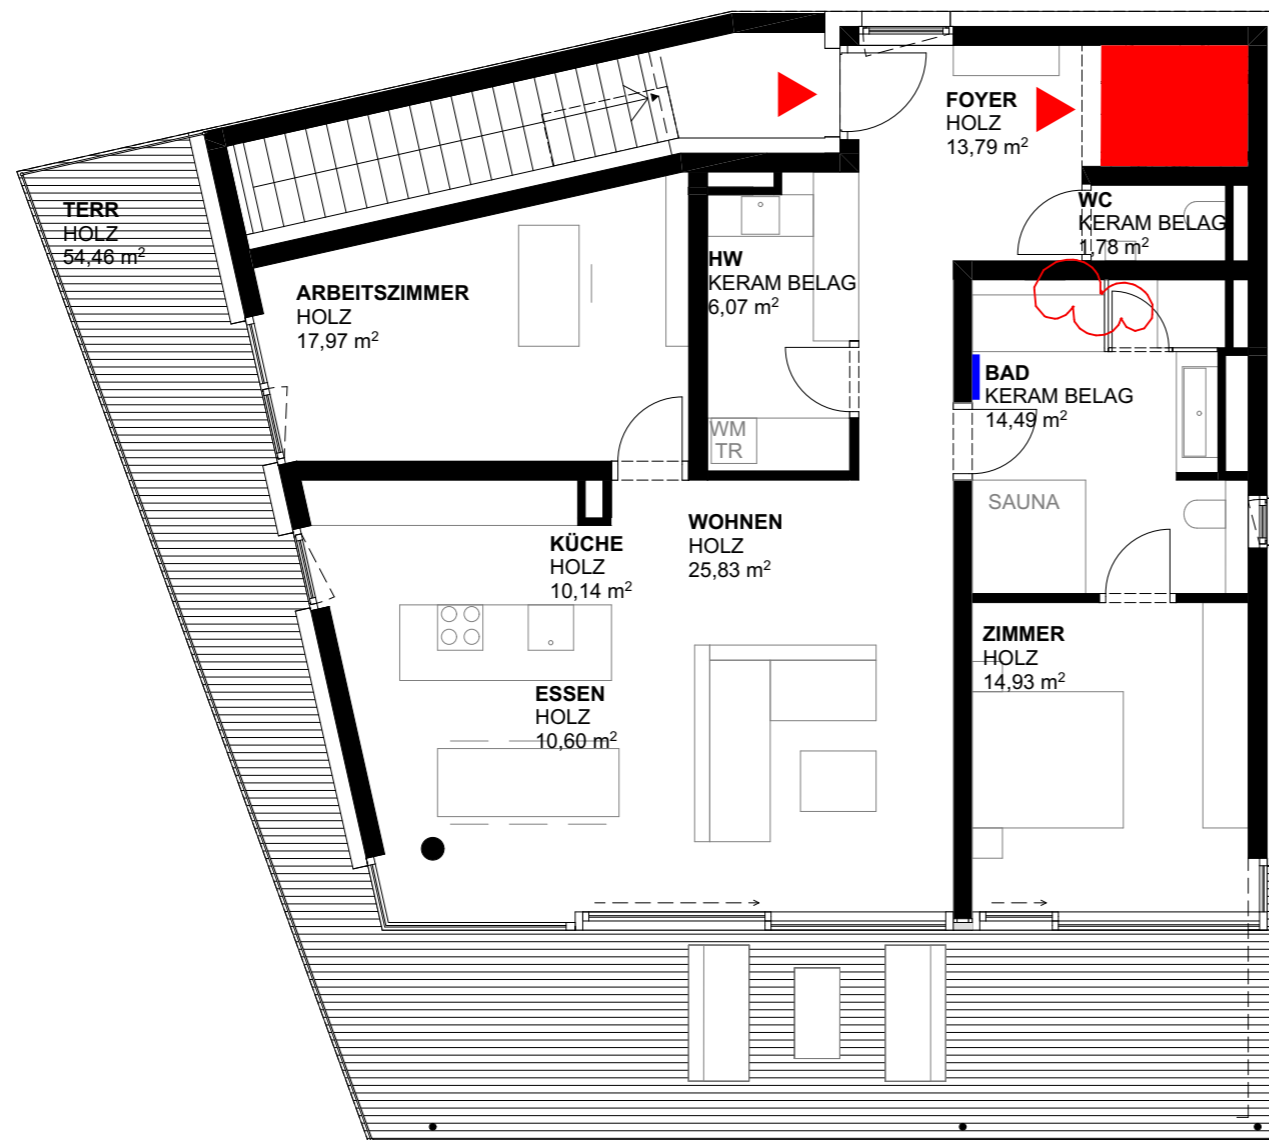 FOYER
HOLZ
13,79 m²
TERR
HOLZ
54,46 m²
WC
KERAM BELAG
1,78 m²
HW
KERAM BELAG
6,07 m²
ARBEITSZIMMER
HOLZ
17,97 m²
BAD
KERAM BELAG
14,49 m²
WM
TR
SAUNA
WOHNEN
HOLZ
25,83 m²
KÜCHE
HOLZ
10,14 m²
ZIMMER
HOLZ
14,93 m²
ESSEN
HOLZ
10,60 m²